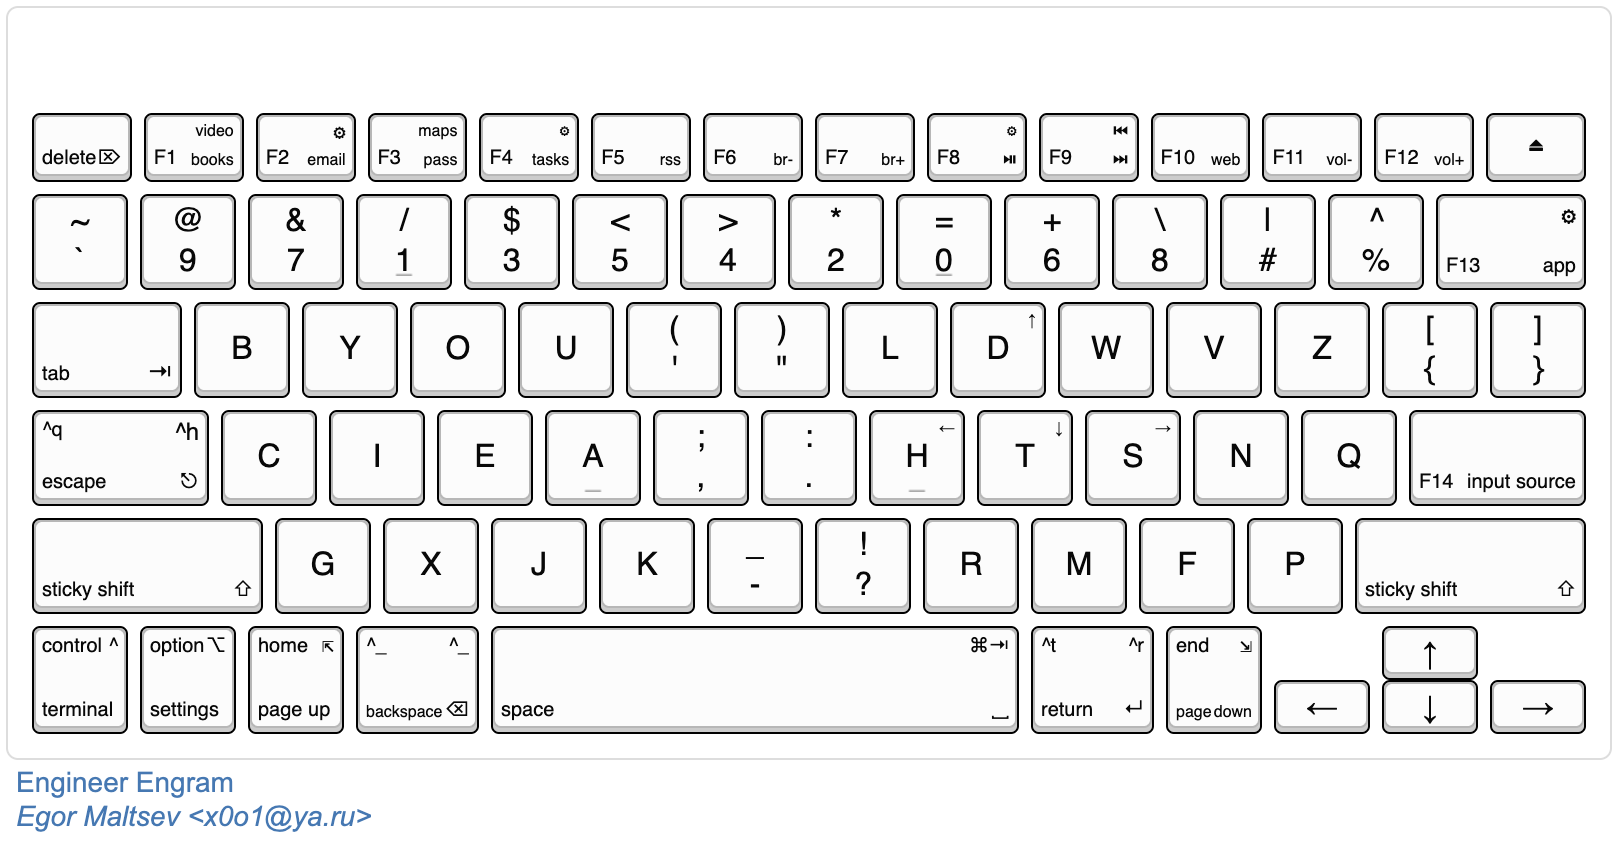 video ⚙ maps ⚙ ⚙ ⏮
delete⌦ F1 books F2 email F3 pass F4 tasks F5 rss F6 br- F7 br+ F8 ⏯ F9 ⏭ F10 web F11 vol- F12 vol+ ⏏
~ @ & / $ < > * = + \ | ^ ⚙
` 9 7 1 3 5 4 2 0 6 8 # % F13 app
( ) ↑ [ ]
tab ⇥ B Y O U ' " L D W V Z { }
^q ^h ; : ← ↓ →
escape ⎋ C I E A , . H T S N Q F14 input source
_ !
sticky shift ⇧ G X J K - ? R M F P sticky shift ⇧
control ^ option ⌥ home ⇱ ^_ ^_ ⌘⇥ ^t ^r end ⇲ ↑
terminal settings page up backspace ⌫ space ⎵ return ↵ page down ← ↓ →
Engineer Engram
Egor Maltsev <x0o1@ya.ru>